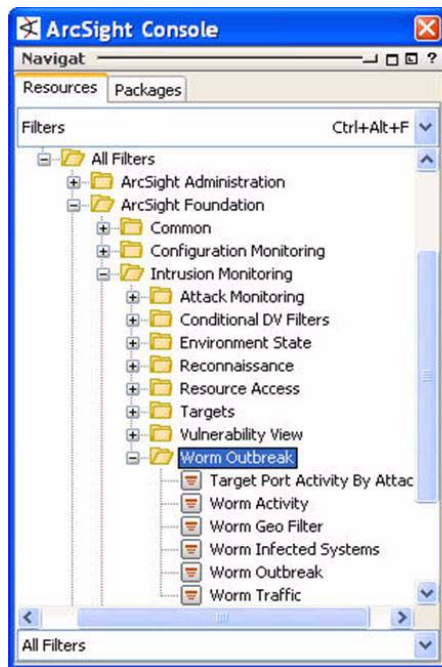 ArcSight Console
Navigat
?
Resources Packages
Filters Ctrl+Alt+F
All Filters
ArcSight Administration
ArcSight Foundation
Common
Configuration Monitoring
Intrusion Monitoring
Attack Monitoring
Conditional DV Filters
Environment State
Reconnaissance
Resource Access
Targets
Vulnerability View
Worm Outbreak
Target Port Activity By Attac
Worm Activity
Worm Geo Filter
Worm Infected Systems
Worm Outbreak
Worm Traffic
All Filters